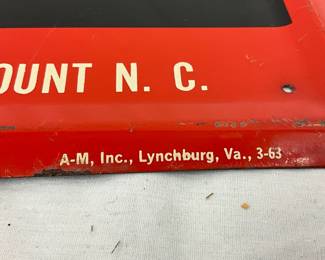 OUNT N. C.
A-M, Inc., Lynchburg, Va., 3-63